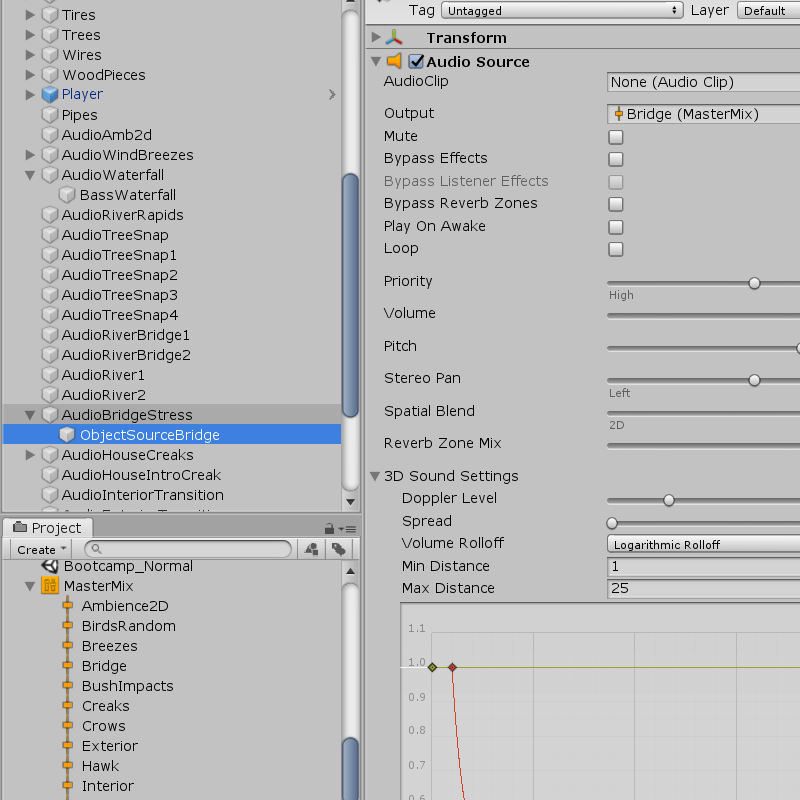 Tires
Trees
Wires
WoodPieces
Player
Pipes
AudioAmb2d
AudioWindBreezes
AudioWaterfall
BassWaterfall
AudioRiverRapids
AudioTreeSnap
AudioTreeSnap1
AudioTreeSnap2
AudioTreeSnap3
AudioTreeSnap4
AudioRiverBridge1
AudioRiverBridge2
AudioRiver1
AudioRiver2
AudioBridgeStress
ObjectSourceBridge
AudioHouseCreaks
AudioHouseIntroCreak
AudioInteriorTransition
Project
Create
Bootcamp_Normal
MasterMix
Ambience2D
BirdsRandom
Breezes
Bridge
BushImpacts
Creaks
Crows
Exterior
Hawk
Interior
Tag Untagged Layer Default
Transform
Audio Source
AudioClip None (Audio Clip)
Output Bridge (MasterMix)
Mute
Bypass Effects
Bypass Listener Effects
Bypass Reverb Zones
Play On Awake
Loop
Priority
High
Volume
Pitch
Stereo Pan
Left
Spatial Blend
2D
Reverb Zone Mix
3D Sound Settings
Doppler Level
Spread
Volume Rolloff Logarithmic Rolloff
Min Distance 1
Max Distance 25
1.1
1.0
0.9
0.8
0.7
0.6